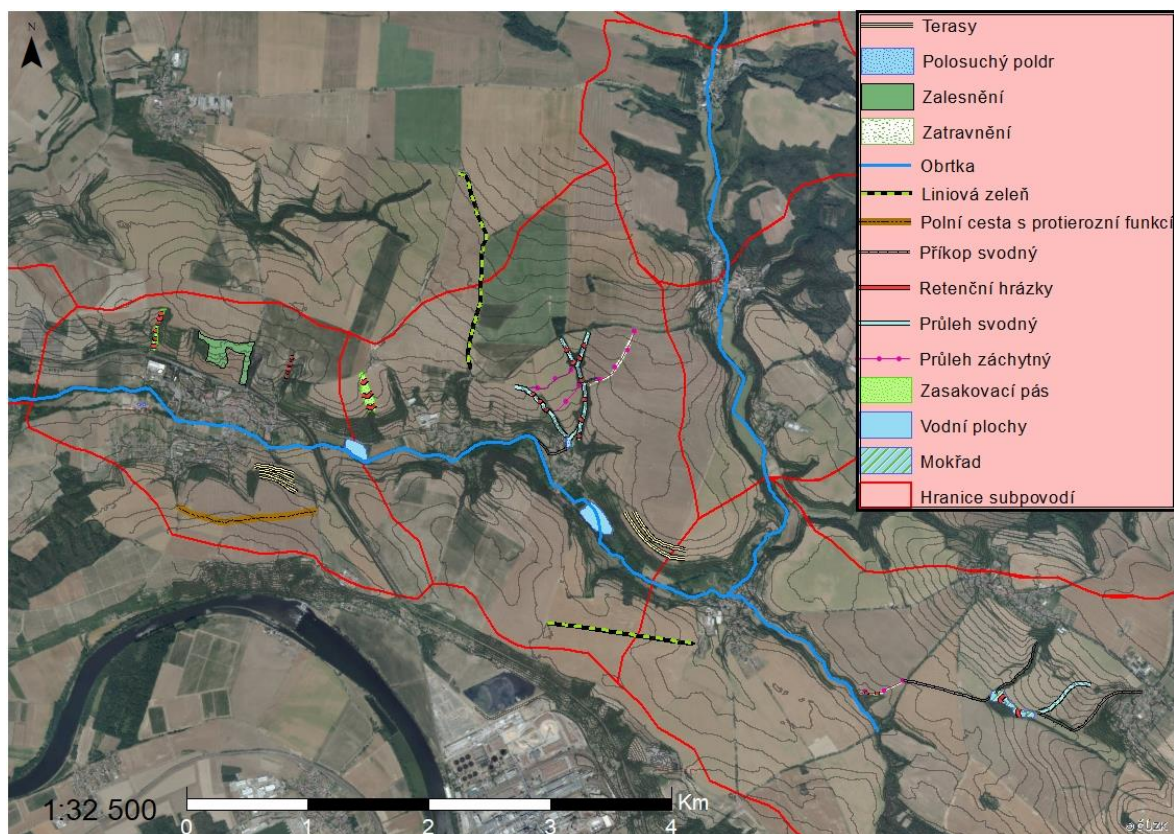 N
Terasy
Polosuchý poldr
Zalesnění
Zatravnění
Obrtka
Liniová zeleň
Polní cesta s protierozní funkcí
Příkop svodný
Retenční hrázky
Průleh svodný
Průleh záchytný
Zasakovací pás
Vodní plochy
Mokřad
Hranice subpovodí
1:32 500
Km
0 1 2 3 4